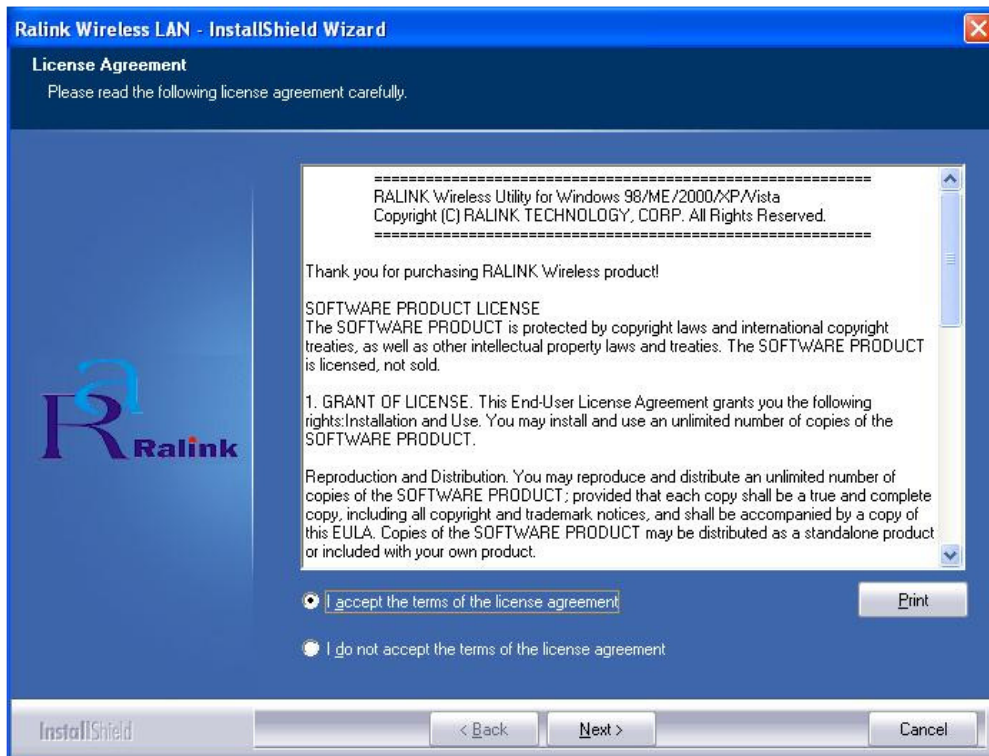 Ralink Wireless LAN - InstallShield Wizard
License Agreement
Please read the following license agreement carefully.
==========================================================
RALINK Wireless Utility for Windows 98/ME/2000/XP/Vista
Copyright (C) RALINK TECHNOLOGY, CORP. All Rights Reserved.
==========================================================
Thank you for purchasing RALINK Wireless product!
SOFTWARE PRODUCT LICENSE
The SOFTWARE PRODUCT is protected by copyright laws and international copyright
treaties, as well as other intellectual property laws and treaties. The SOFTWARE PRODUCT
is licensed, not sold.
1. GRANT OF LICENSE. This End-User License Agreement grants you the following
rights:Installation and Use. You may install and use an unlimited number of copies of the
SOFTWARE PRODUCT.
Reproduction and Distribution. You may reproduce and distribute an unlimited number of
copies of the SOFTWARE PRODUCT; provided that each copy shall be a true and complete
copy, including all copyright and trademark notices, and shall be accompanied by a copy of
this EULA. Copies of the SOFTWARE PRODUCT may be distributed as a standalone product
or included with your own product.
Ra
Ralink
I accept the terms of the license agreement
Print
I do not accept the terms of the license agreement
InstallShield
< Back
Next >
Cancel